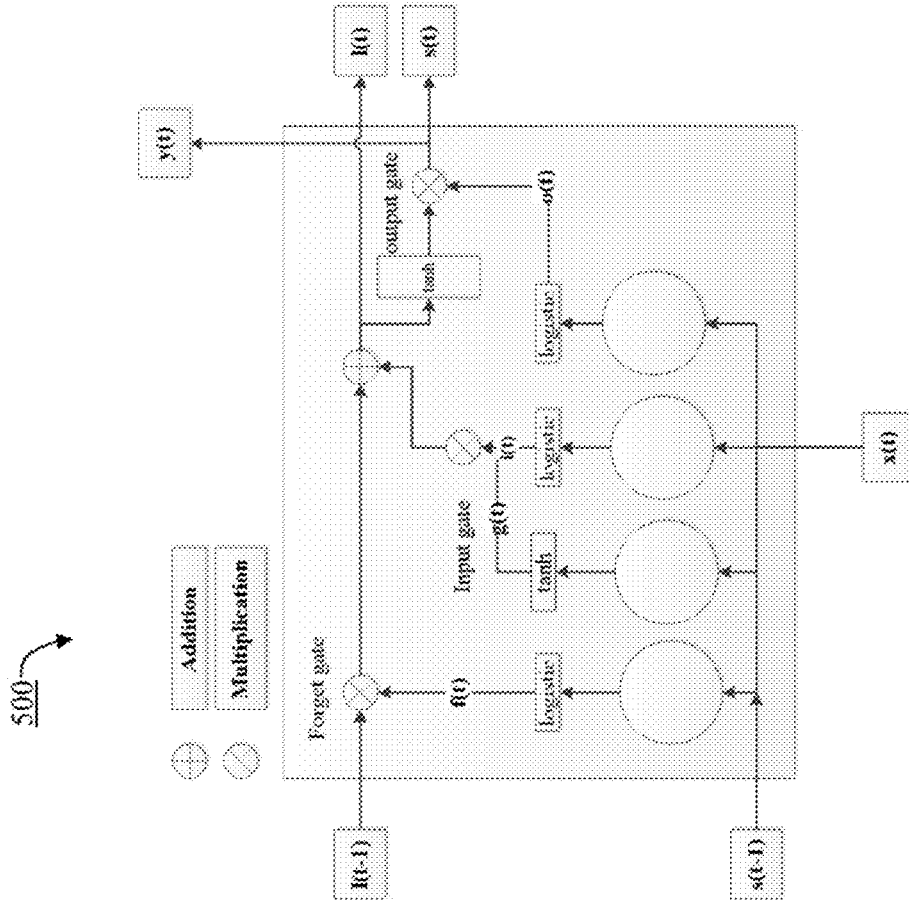 500
Addition
Multiplication
y(t)
l(t)
s(t)
Forget gate
output gate
tanh
l(t-1)
f(t)
Input gate
g(t)
i(t)
o(t)
logistic
tanh
logistic
logistic
s(t-1)
x(t)